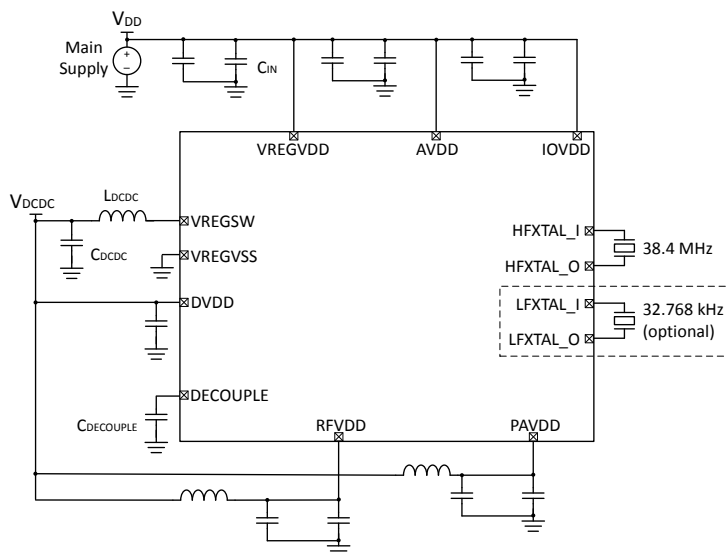 VDD
Main
Supply
+
–
CIN
VREGVDD
AVDD
IOVDD
VDCDC
LDCDC
VREGSW
CDCDC
VREGVSS
HFXTAL_I
38.4 MHz
HFXTAL_O
DVDD
LFXTAL_I
32.768 kHz
(optional)
LFXTAL_O
DECOUPLE
CDECOUPLE
RFVDD
PAVDD